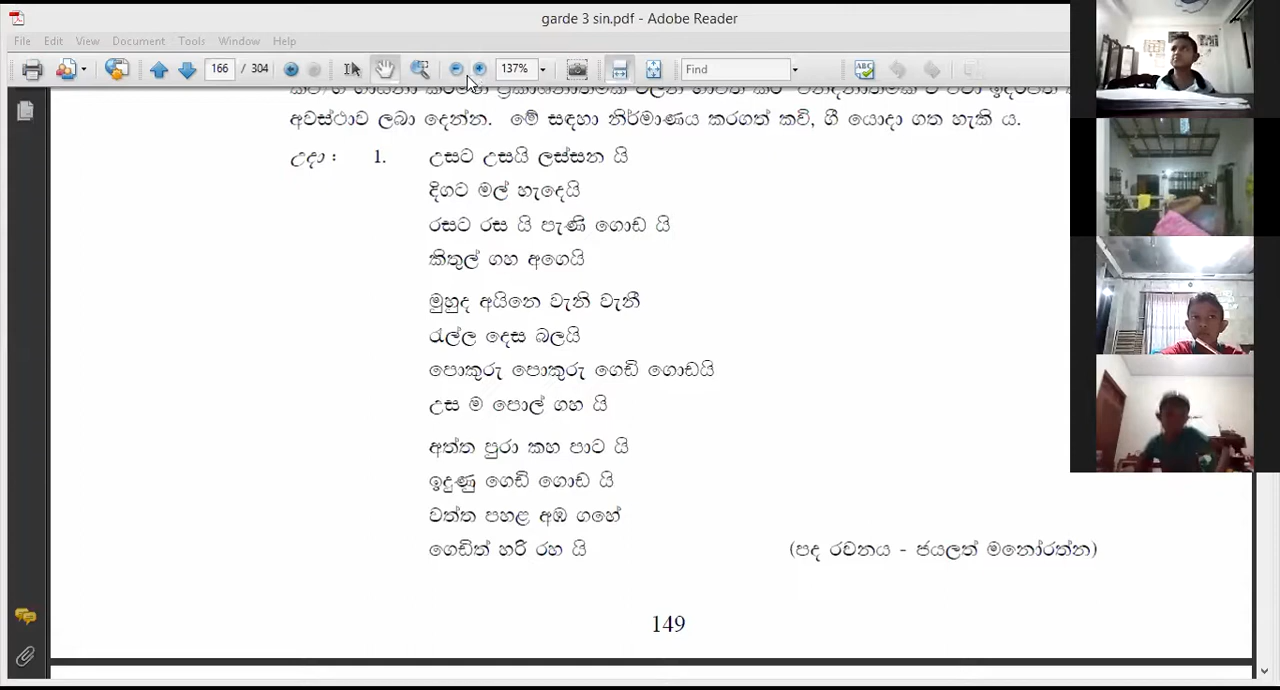 garde 3 sin.pdf - Adobe Reader
File Edit View Document Tools Window Help
166 / 304 137% Find
අවස්ථාව ලබා දෙන්න. මේ සඳහා නිර්මාණය කරගත් කවි, ගී යොදා ගත හැකි ය.
උදා : 1. උසට උසයි ලස්සන යි
දිගට මල් හැදෙයි
රසට රස යි පැණි ගොඩ යි
කිතුල් ගහ අගෙයි
මුහුද අයිනෙ වැනි වැනී
රැල්ල දෙස බලයි
පොකුරු පොකුරු ගෙඩි ගොඩයි
උස ම පොල් ගහ යි
අත්ත පුරා කහ පාට යි
ඉදුණු ගෙඩි ගොඩ යි
වත්ත පහළ අඹ ගහේ
ගෙඩිත් හරි රහ යි (පද රචනය - ජයලත් මනෝරත්න)
149